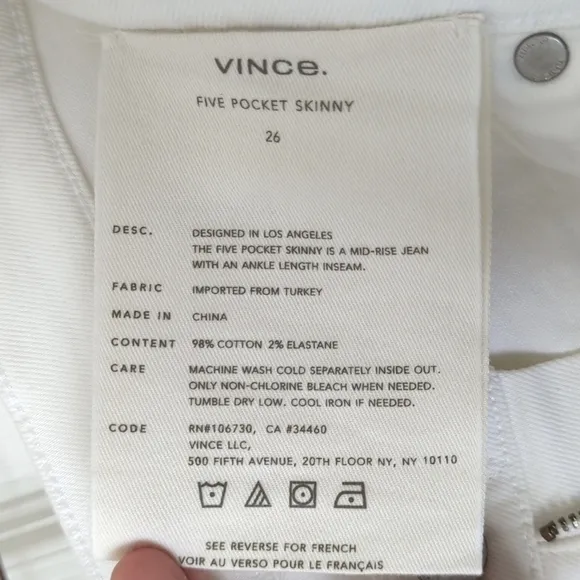 VINCE.
FIVE POCKET SKINNY
26
DESC. DESIGNED IN LOS ANGELES
THE FIVE POCKET SKINNY IS A MID-RISE JEAN
WITH AN ANKLE LENGTH INSEAM.
FABRIC IMPORTED FROM TURKEY
MADE IN CHINA
CONTENT 98% COTTON 2% ELASTANE
CARE MACHINE WASH COLD SEPARATELY INSIDE OUT.
ONLY NON-CHLORINE BLEACH WHEN NEEDED.
TUMBLE DRY LOW. COOL IRON IF NEEDED.
CODE RN#106730, CA #34460
VINCE LLC,
500 FIFTH AVENUE, 20TH FLOOR NY, NY 10110
SEE REVERSE FOR FRENCH
VOIR AU VERSO POUR LE FRANÇAIS